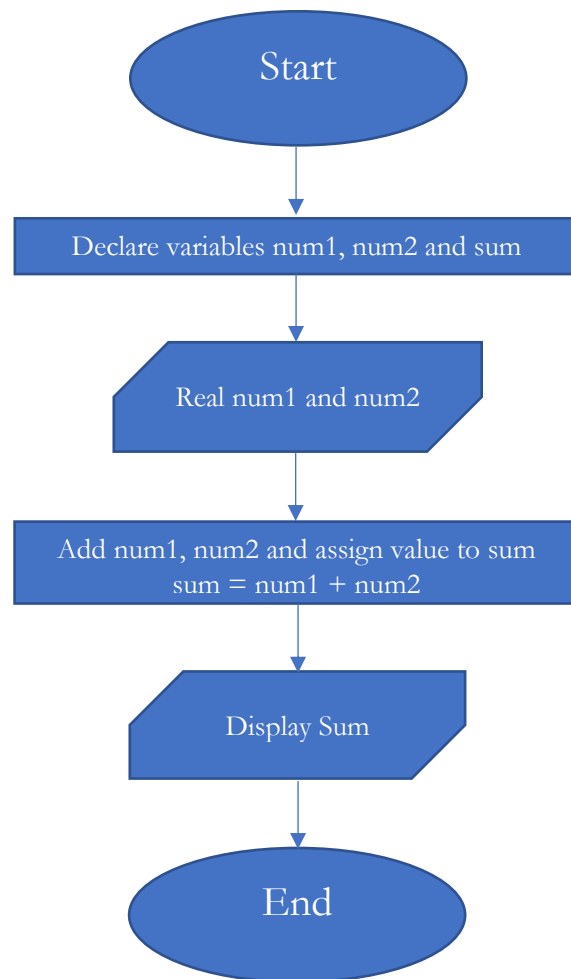 Start
Declare variables num1, num2 and sum
Real num1 and num2
Add num1, num2 and assign value to sum
sum = num1 + num2
Display Sum
End